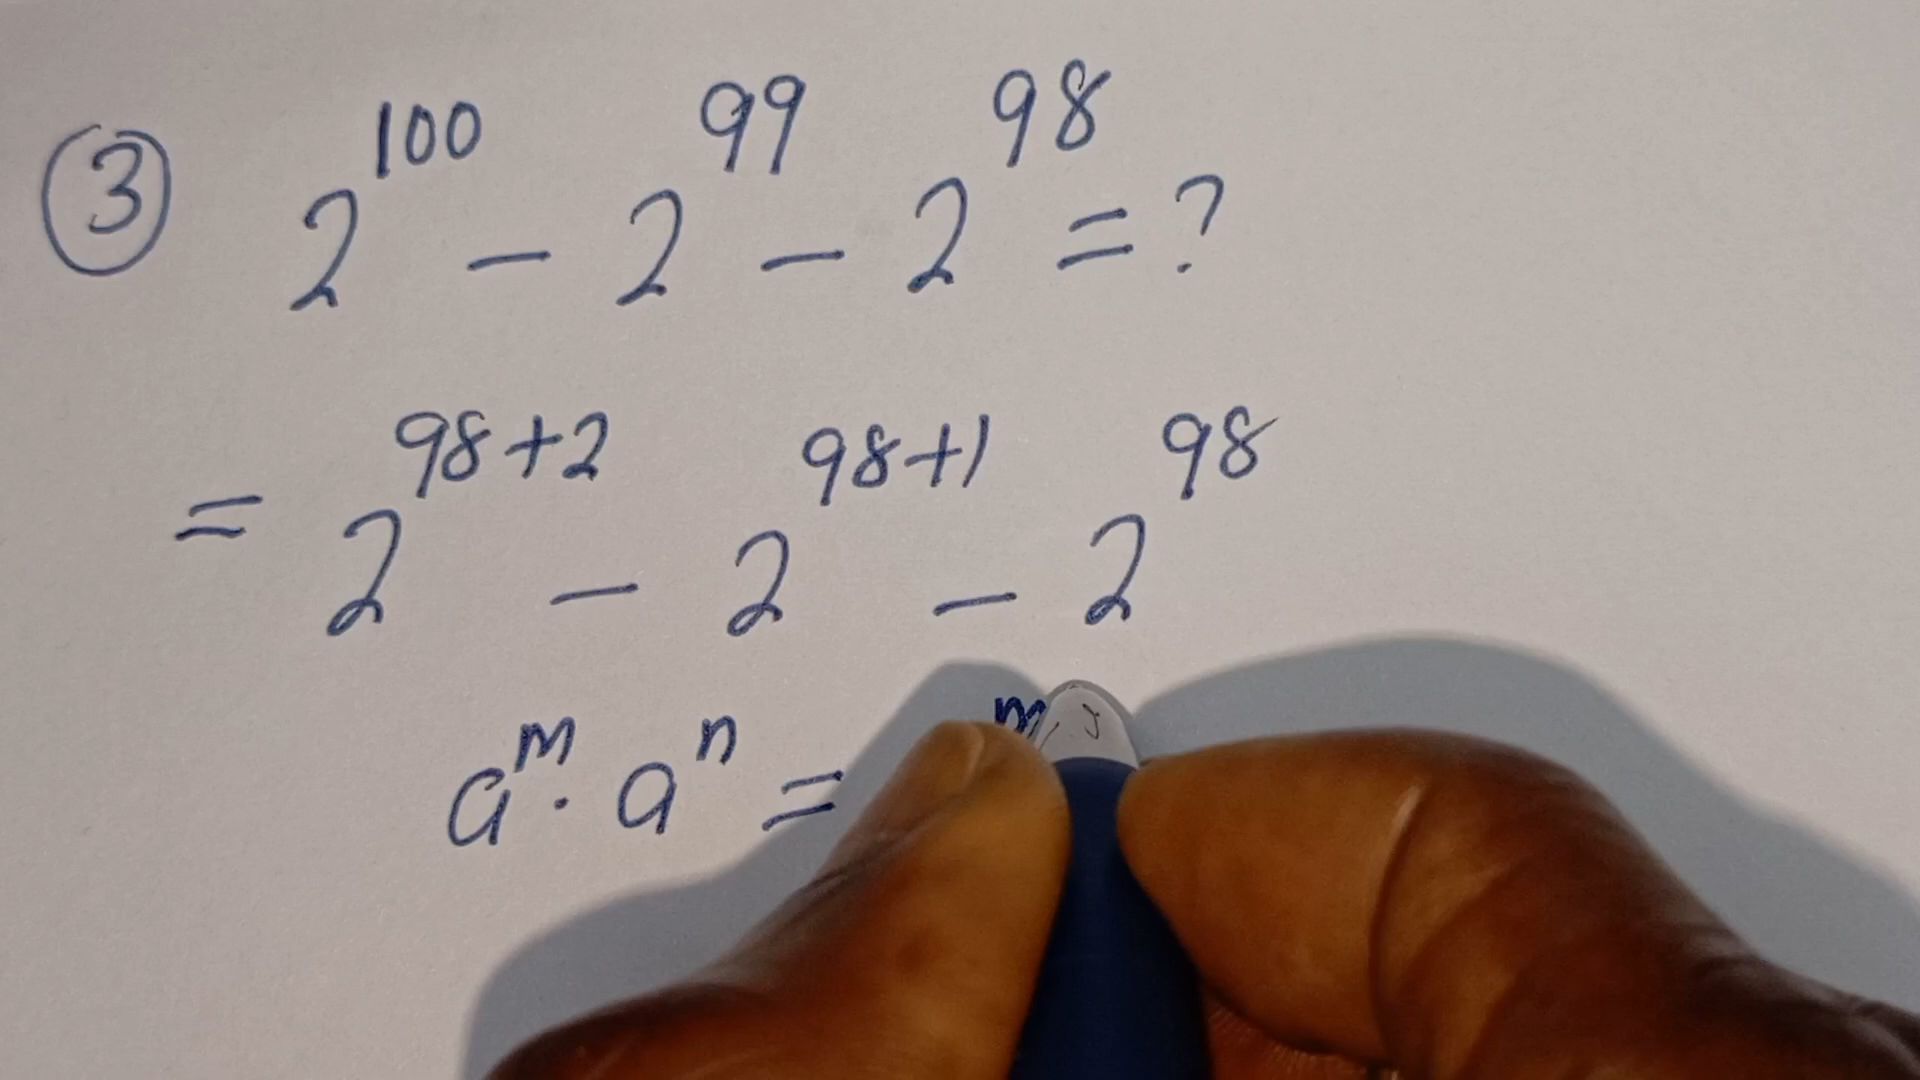 ③ 2^100 - 2^99 - 2^98 = ?
= 2^98+2 - 2^98+1 - 2^98
a^m · a^n = m